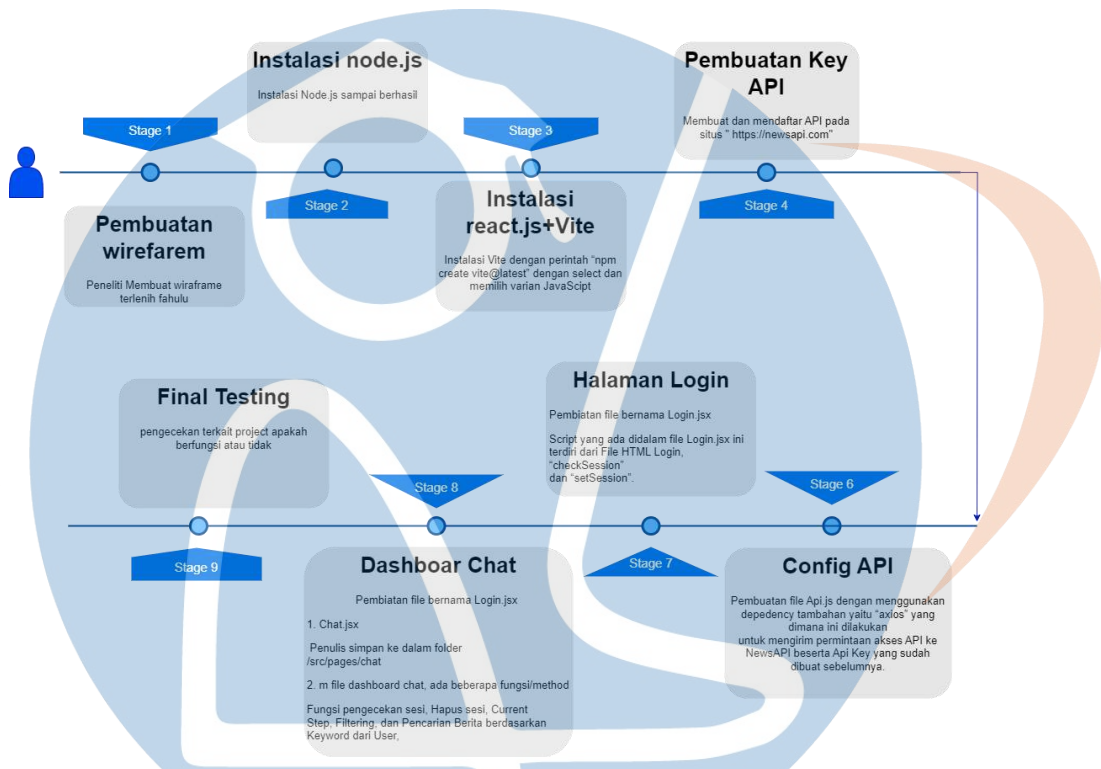 Stage 1
Pembuatan
wirefarem
Peneliti Membuat wiraframe
terlenih fahulu
Instalasi node.js
Instalasi Node.js sampai berhasil
Stage 2
Stage 3
Instalasi
react.js+Vite
Instalasi Vite dengan perintah “npm
create vite@latest” dengan select dan
memilih varian JavaScipt
Pembuatan Key
API
Membuat dan mendaftar API pada
situs " https://newsapi.com"
Stage 4
Stage 6
Config API
Pembuatan file Api.js dengan menggunakan
depedency tambahan yaitu “axios” yang
dimana ini dilakukan
untuk mengirim permintaan akses API ke
NewsAPI beserta Api Key yang sudah
dibuat sebelumnya.
Halaman Login
Pembiatan file bernama Login.jsx
Script yang ada didalam file Login.jsx ini
terdiri dari File HTML Login,
“checkSession”
dan “setSession”.
Stage 7
Stage 8
Dashboar Chat
Pembiatan file bernama Login.jsx
1. Chat.jsx
Penulis simpan ke dalam folder
/src/pages/chat
2. m file dashboard chat, ada beberapa fungsi/method
Fungsi pengecekan sesi, Hapus sesi, Current
Step, Filtering, dan Pencarian Berita berdasarkan
Keyword dari User,
Final Testing
pengecekan terkait project apakah
berfungsi atau tidak
Stage 9